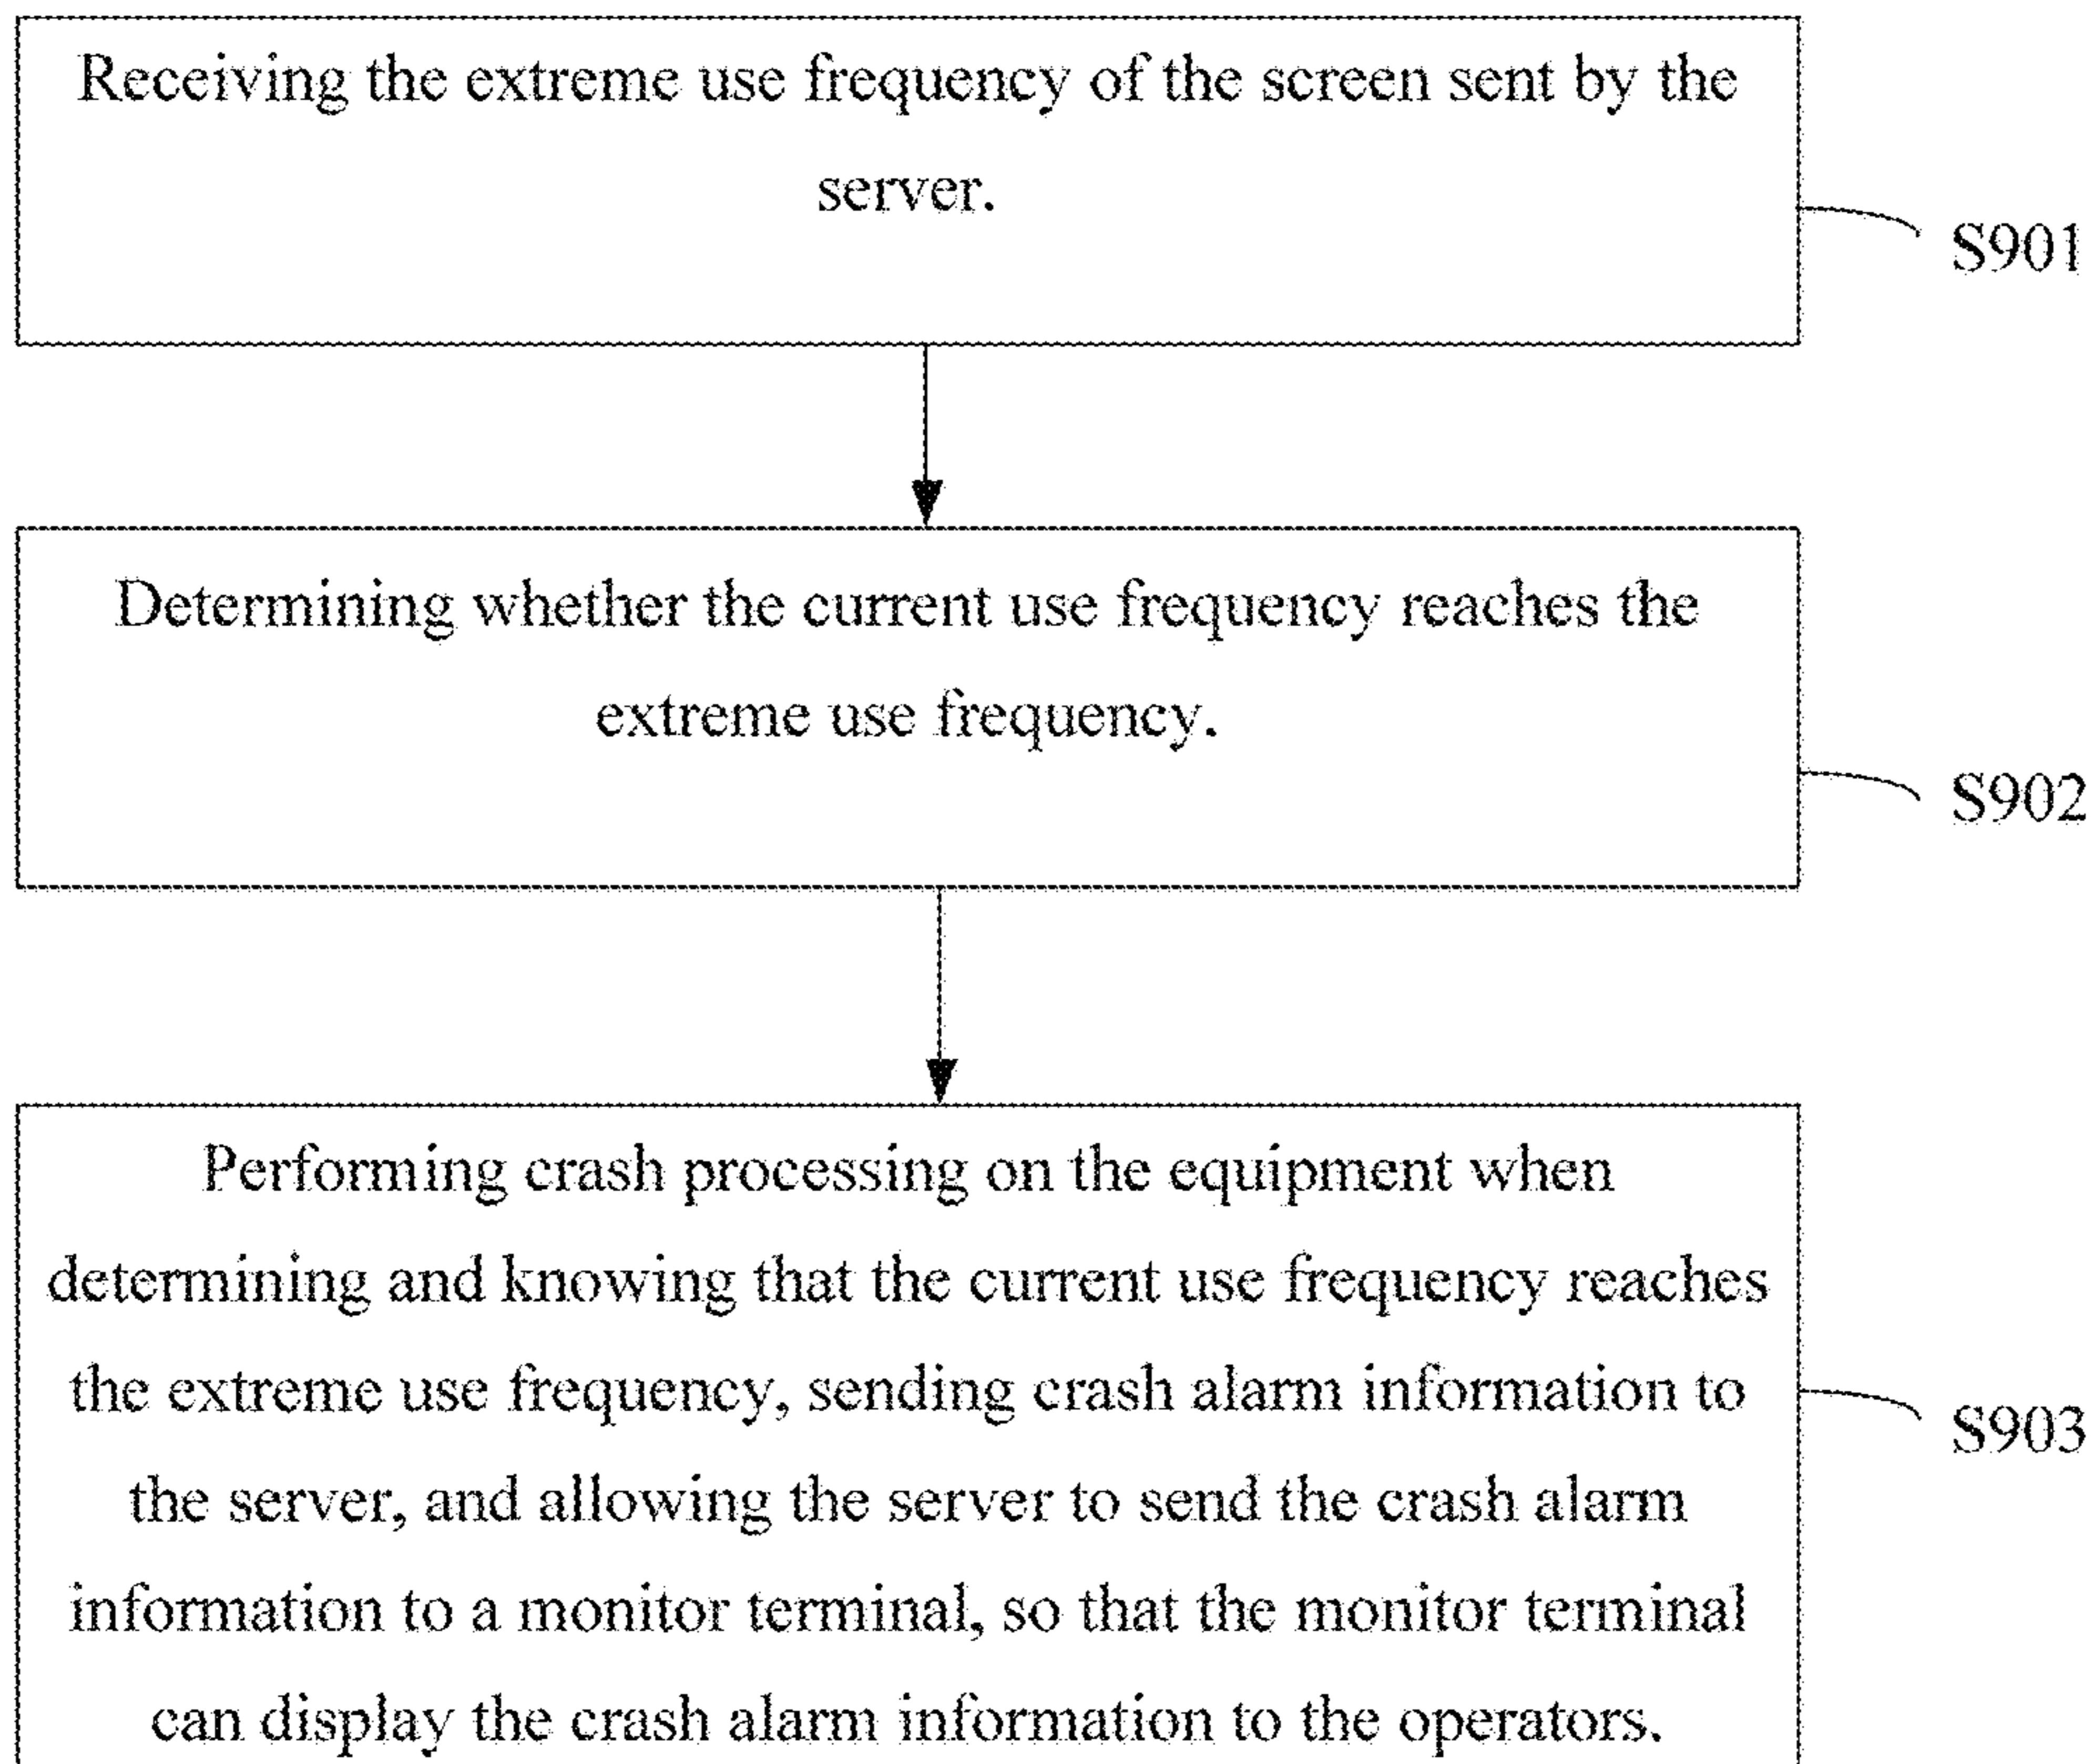 Receiving the extreme use frequency of the screen sent by the
server.
S901
Determining whether the current use frequency reaches the
extreme use frequency.
S902
Performing crash processing on the equipment when
determining and knowing that the current use frequency reaches
the extreme use frequency, sending crash alarm information to
the server, and allowing the server to send the crash alarm
information to a monitor terminal, so that the monitor terminal
can display the crash alarm information to the operators.
S903